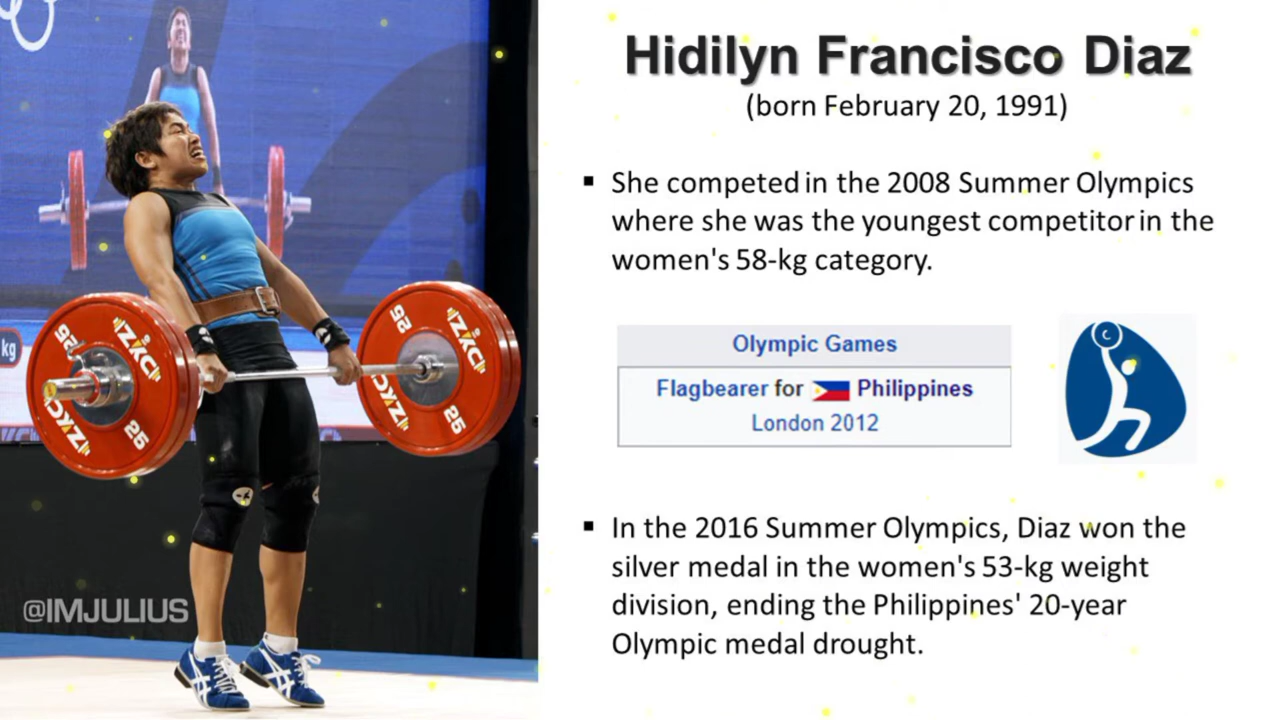 Hidilyn Francisco Diaz
(born February 20, 1991)
▪ She competed in the 2008 Summer Olympics
where she was the youngest competitor in the
women's 58-kg category.
Olympic Games
Flagbearer for Philippines
London 2012
▪ In the 2016 Summer Olympics, Diaz won the
silver medal in the women's 53-kg weight
division, ending the Philippines' 20-year
Olympic medal drought.
kg
25
ZKC
ZKC
25
25
ZKC
ZKC
25
@IMJULIUS